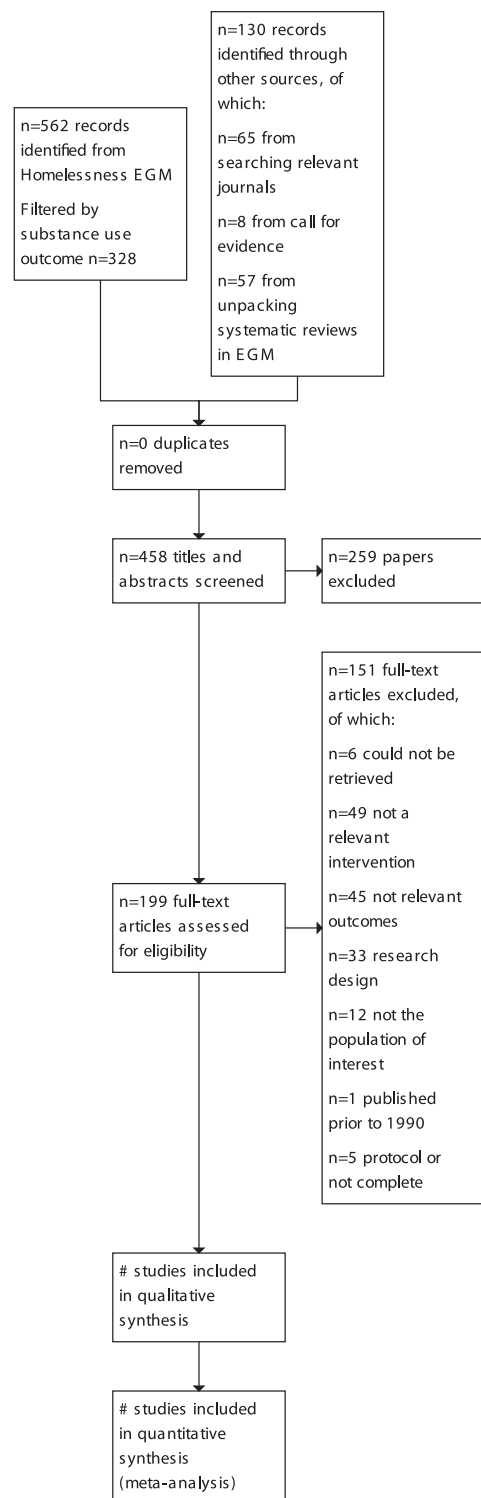 n=562 records
identified from
Homelessness EGM
Filtered by
substance use
outcome n=328
n=130 records
identified through
other sources, of
which:
n=65 from
searching relevant
journals
n=8 from call for
evidence
n=57 from
unpacking
systematic reviews
in EGM
n=0 duplicates
removed
n=458 titles and
abstracts screened
n=259 papers
excluded
n=199 full-text
articles assessed
for eligibility
n=151 full-text
articles excluded,
of which:
n=6 could not be
retrieved
n=49 not a
relevant
intervention
n=45 not relevant
outcomes
n=33 research
design
n=12 not the
population of
interest
n=1 published
prior to 1990
n=5 protocol or
not complete
# studies included
in qualitative
synthesis
# studies included
in quantitative
synthesis
(meta-analysis)